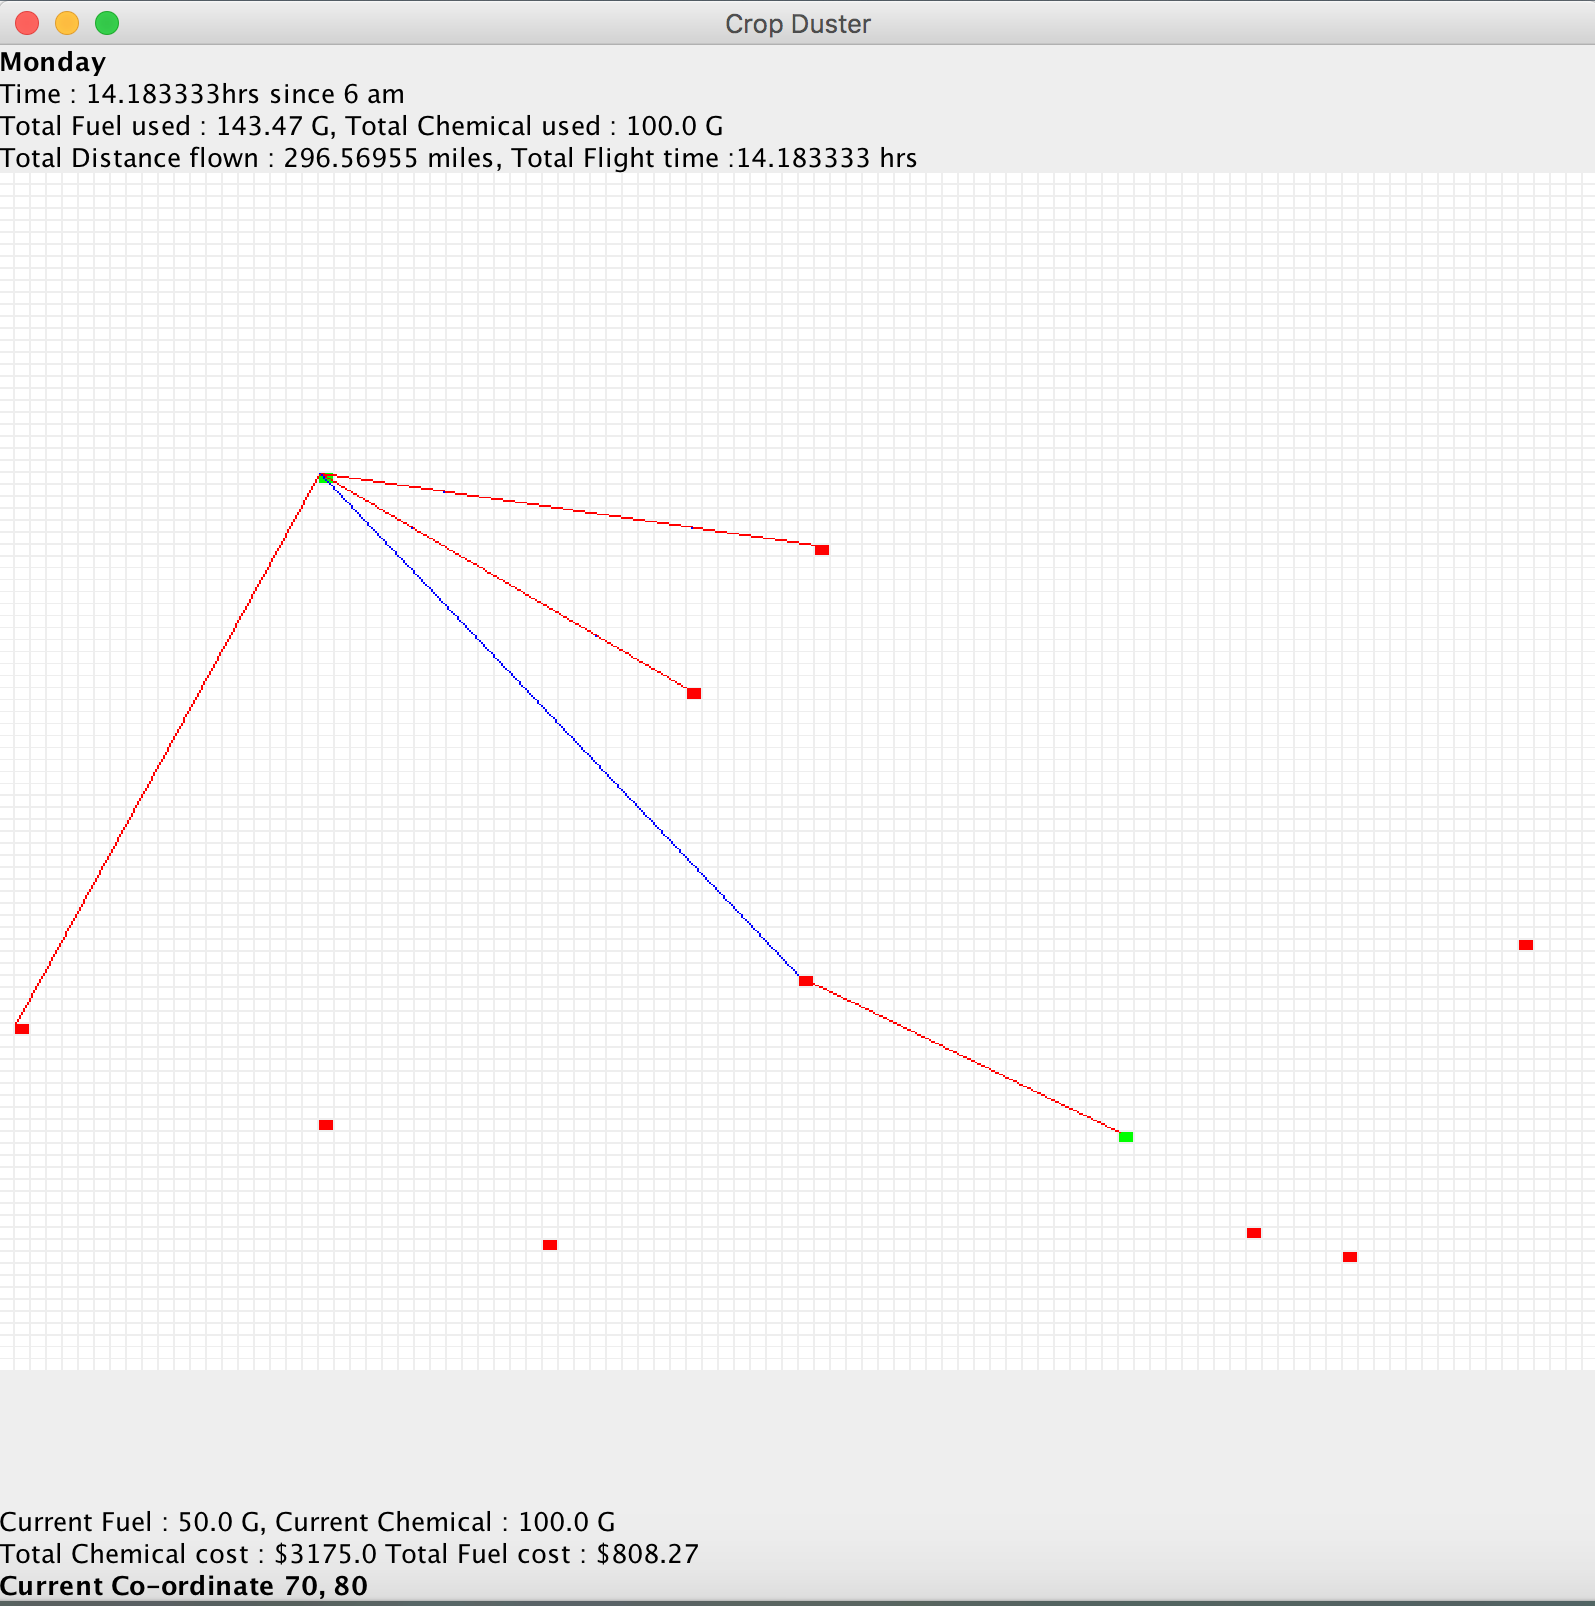 Crop Duster
Monday
Time : 14.183333hrs since 6 am
Total Fuel used : 143.47 G, Total Chemical used : 100.0 G
Total Distance flown : 296.56955 miles, Total Flight time :14.183333 hrs
Current Fuel : 50.0 G, Current Chemical : 100.0 G
Total Chemical cost : $3175.0 Total Fuel cost : $808.27
Current Co-ordinate 70, 80